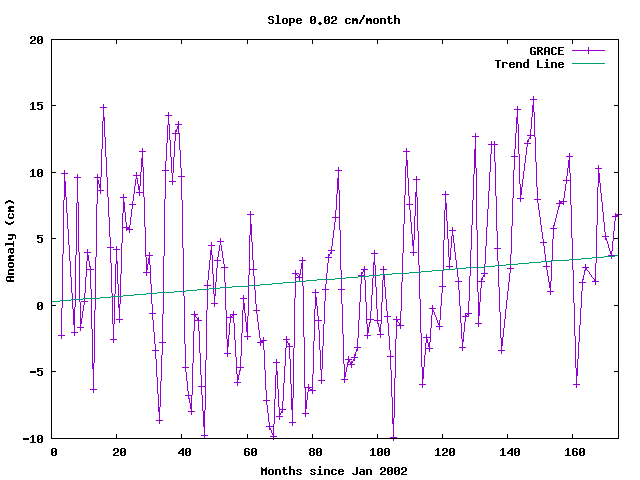 Slope 0.02 cm/month
GRACE
Trend Line
20
15
10
5
0
-5
-10
Anomaly (cm)
0 20 40 60 80 100 120 140 160
Months since Jan 2002